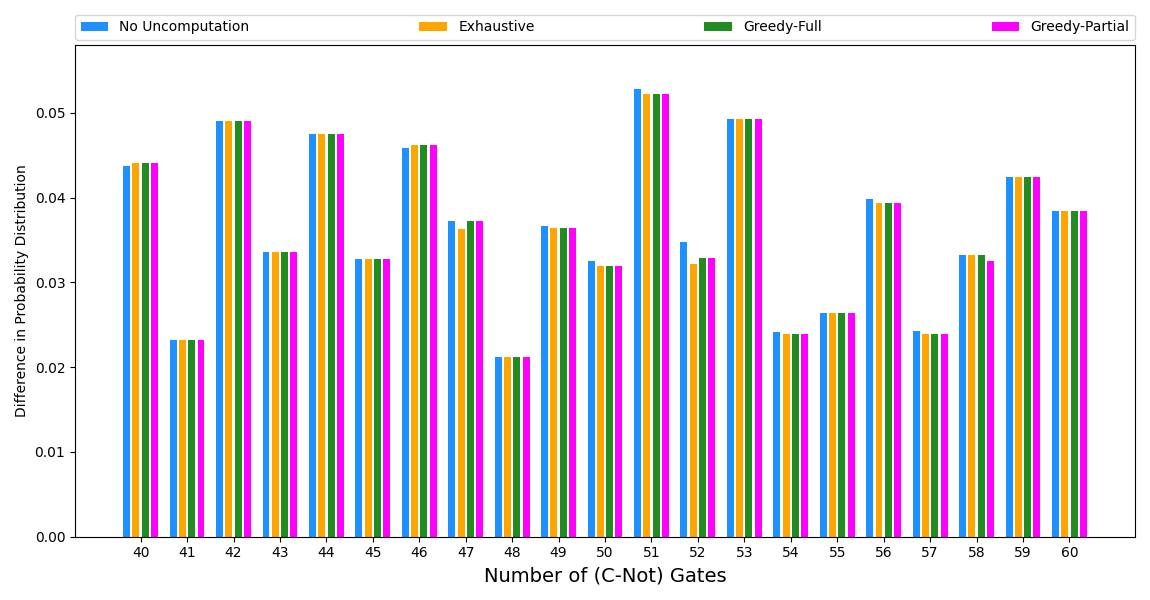 No Uncomputation Exhaustive Greedy-Full Greedy-Partial
0.05
0.04
0.03
0.02
0.01
0.00
Difference in Probability Distribution
40 41 42 43 44 45 46 47 48 49 50 51 52 53 54 55 56 57 58 59 60
Number of (C-Not) Gates